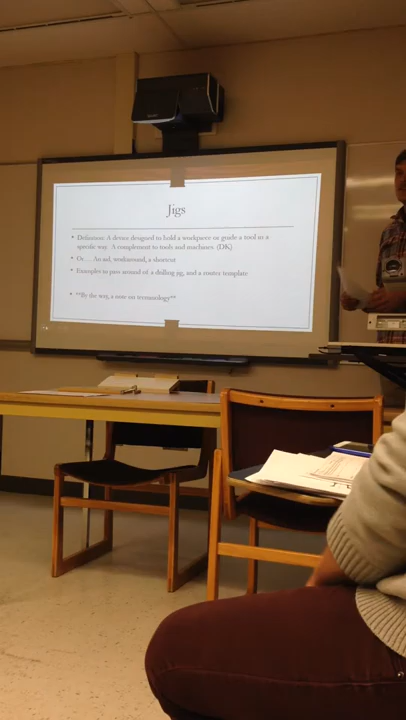 Jigs
• Definition: A device designed to hold a workpiece or guide a tool in a
specific way. A complement to tools and machines. (DK)
• Or … An aid, workaround, a shortcut
• Examples to pass around of a drilling jig, and a router template
• **By the way, a note on terminology**